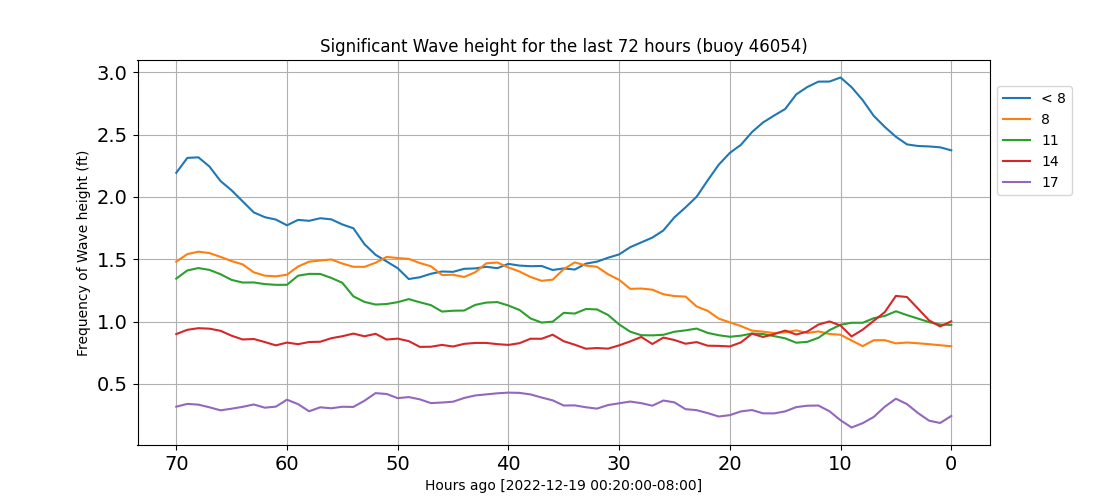 Significant Wave height for the last 72 hours (buoy 46054)
3.0
2.5
2.0
1.5
1.0
0.5
Frequency of Wave height (ft)
70 60 50 40 30 20 10 0
Hours ago [2022-12-19 00:20:00-08:00]
< 8
8
11
14
17